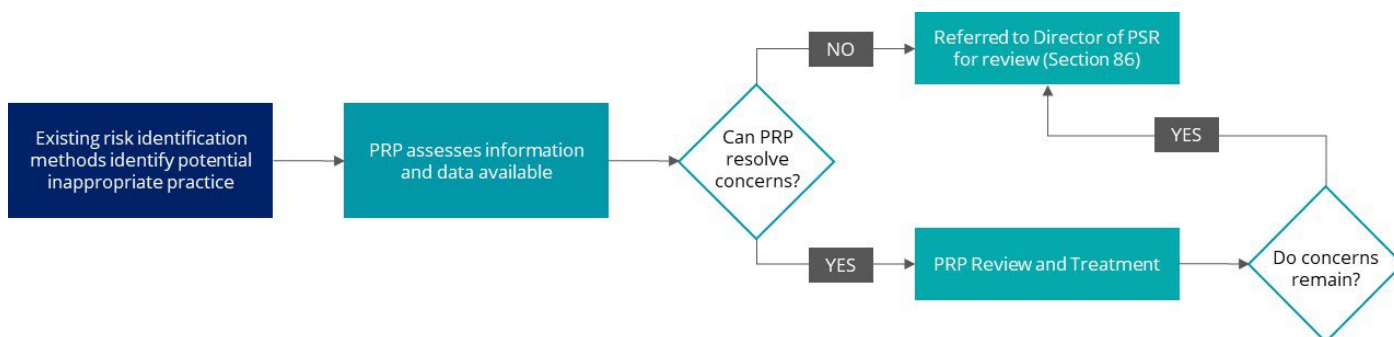 Existing risk identification
methods identify potential
inappropriate practice
PRP assesses information
and data available
Can PRP
resolve
concerns?
NO
Referred to Director of PSR
for review (Section 86)
YES
PRP Review and Treatment
Do concerns
remain?
YES